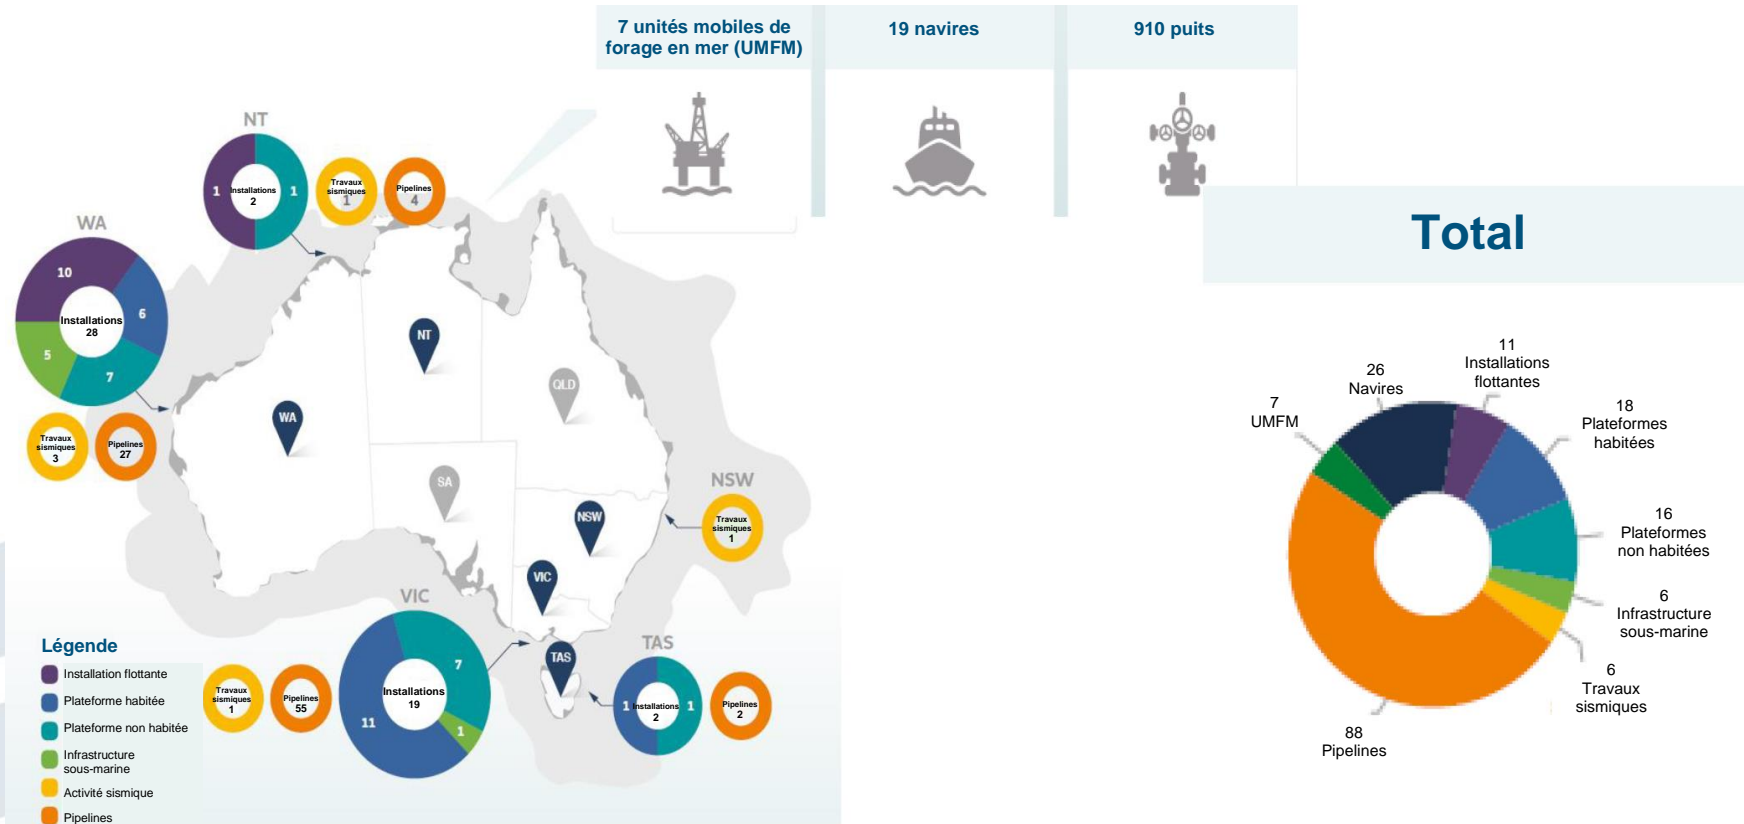 7 unités mobiles de
forage en mer (UMFM)
19 navires
910 puits
Total
NT
1
Installations
2
1
Travaux
sismiques
1
Pipelines
4
WA
10
6
Installations
28
5
7
Travaux
sismiques
3
Pipelines
27
NT
QLD
WA
SA
NSW
VIC
TAS
NSW
Travaux
sismiques
1
VIC
7
Installations
19
11
1
Travaux
sismiques
1
Pipelines
55
TAS
1
Installations
2
1
Pipelines
2
Légende
Installation flottante
Plateforme habitée
Plateforme non habitée
Infrastructure
sous-marine
Activité sismique
Pipelines
11
Installations
flottantes
26
Navires
7
UMFM
18
Plateformes
habitées
16
Plateformes
non habitées
6
Infrastructure
sous-marine
6
Travaux
sismiques
88
Pipelines